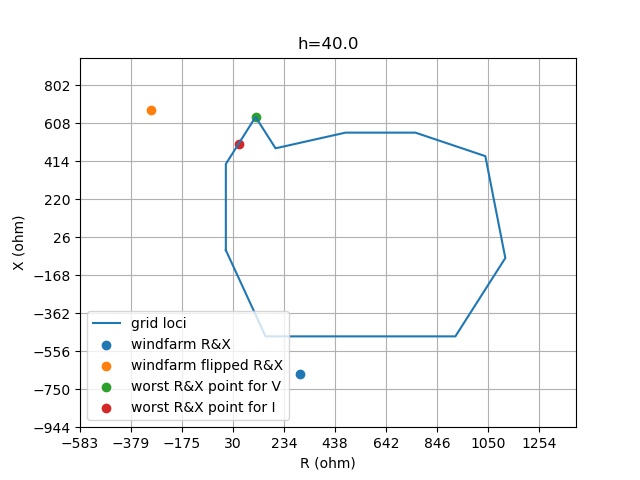 h=40.0
X (ohm)
802
608
414
220
26
−168
−362
−556
−750
−944
grid loci
windfarm R&X
windfarm flipped R&X
worst R&X point for V
worst R&X point for I
−583 −379 −175 30 234 438 642 846 1050 1254
R (ohm)